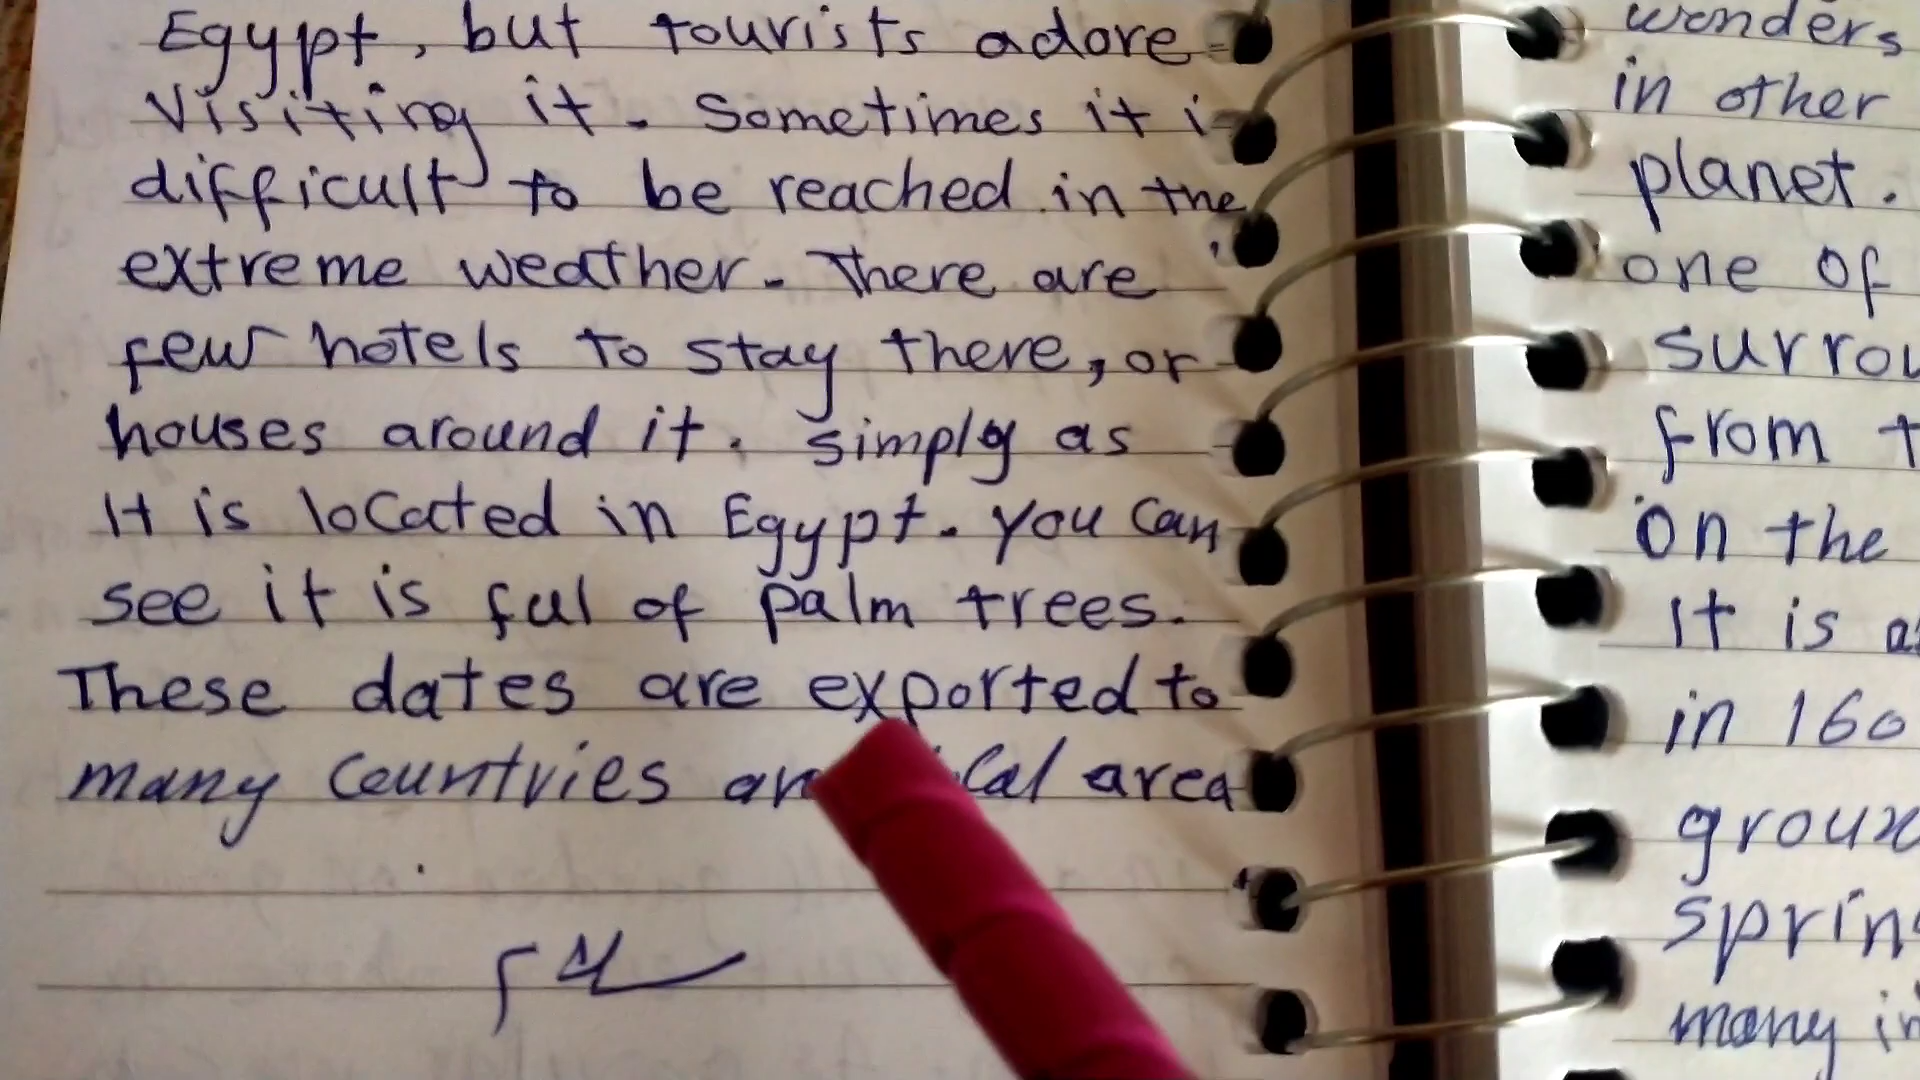 Egypt, but tourists adore
Visiting it. Sometimes it i
difficult to be reached in the
extreme weather. There are
few hotels to stay there, or
houses around it. Simply as
It is located in Egypt. You Can
see it is ful of palm trees.
These dates are exported to
many Countries area
wonders
in other
planet.
one of
from
on the
It is
in 160
many